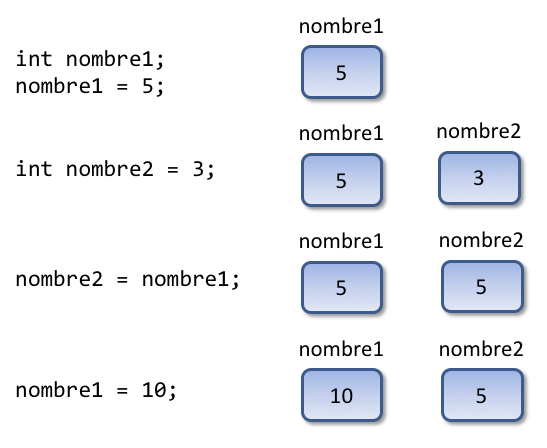 nombre1
int nombre1;
nombre1 = 5;
5
nombre1 nombre2
int nombre2 = 3;
5 3
nombre1 nombre2
nombre2 = nombre1;
5 5
nombre1 nombre2
nombre1 = 10;
10 5